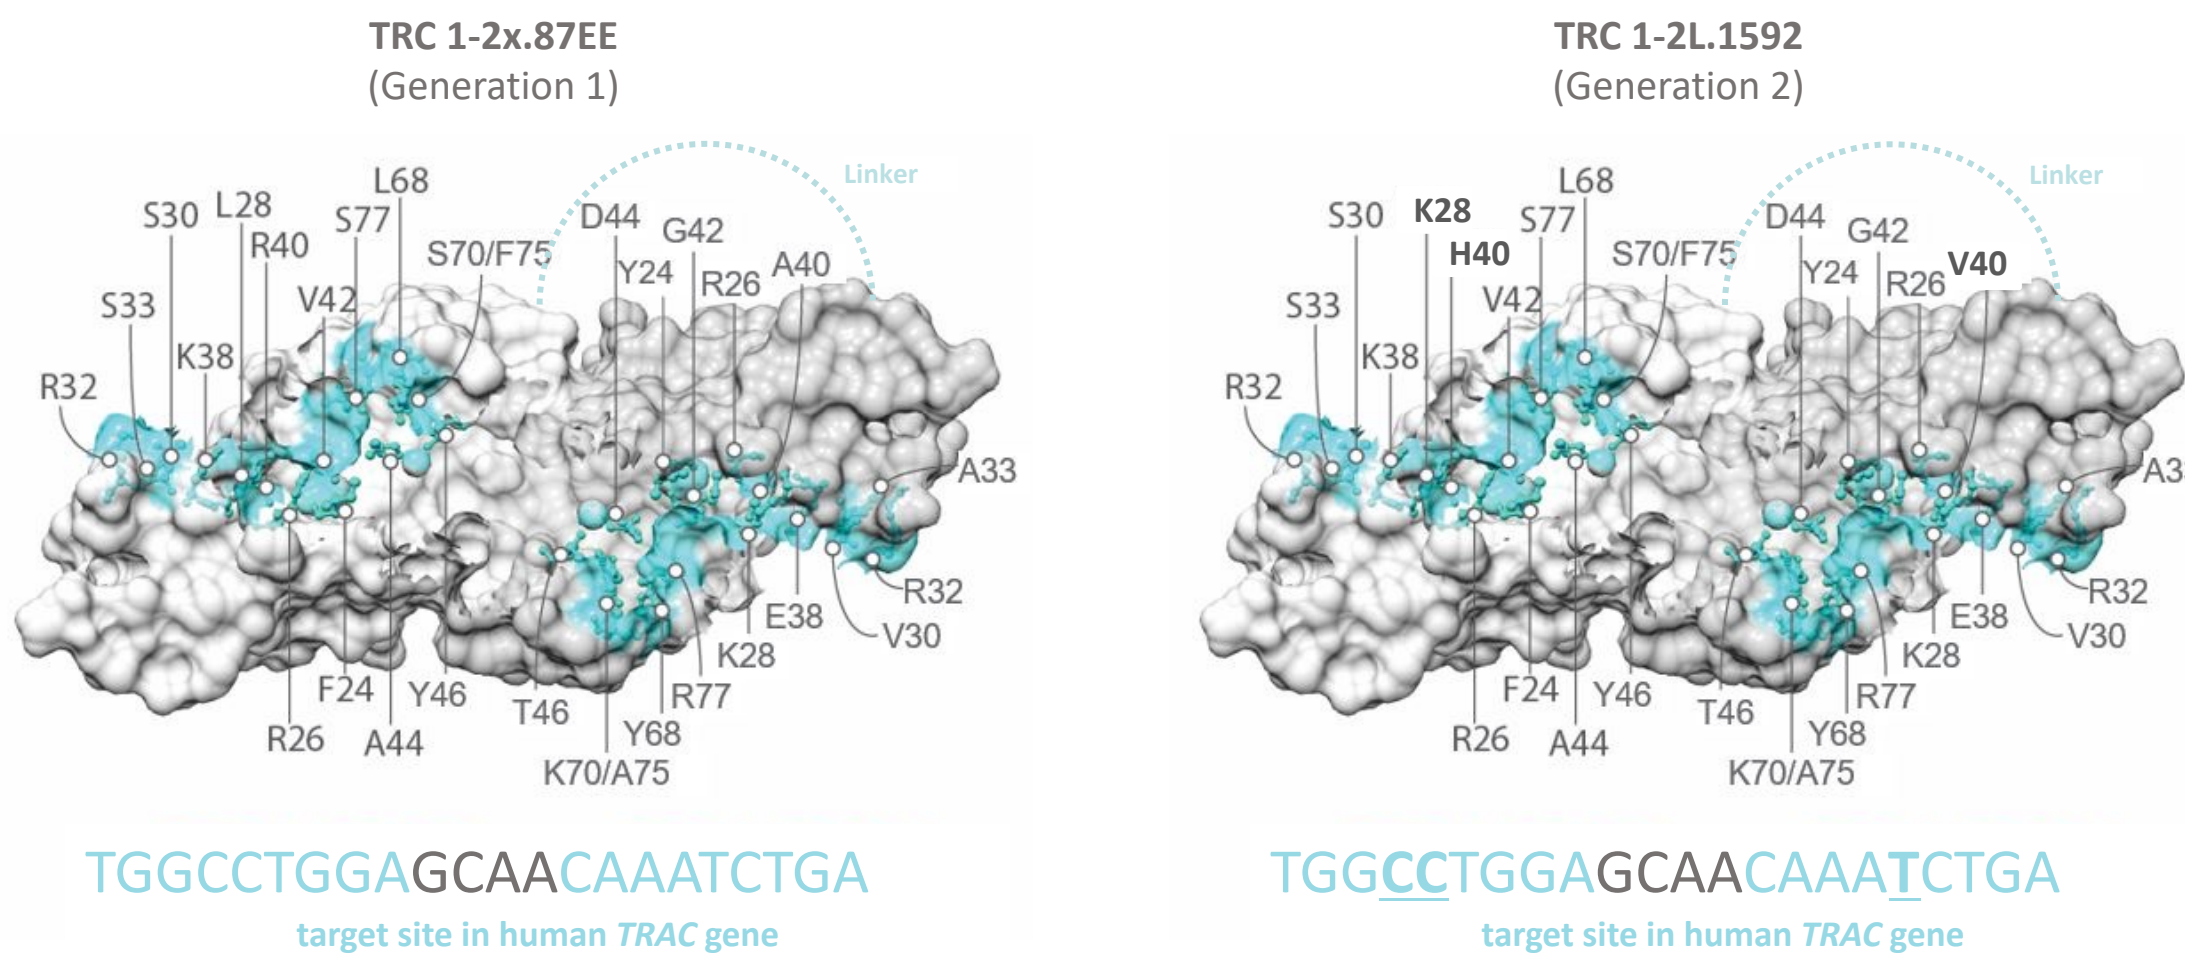 TRC 1-2x.87EE
(Generation 1)
L68
Linker
S30
L28
S77
D44
G42
R40
S70/F75
Y24
R26
A40
S33
V42
K38
R32
A33
R32
E38
V30
K28
F24
Y46
R77
T46
R26
A44
Y68
K70/A75
TGGCCTGGAGCAACAAATCTGA
target site in human TRAC gene
TRC 1-2L.1592
(Generation 2)
L68
Linker
S30
K28
S77
D44
G42
H40
S70/F75
Y24
R26
V40
S33
V42
K38
R32
A3
R32
E38
V30
K28
F24
Y46
R77
T46
R26
A44
Y68
K70/A75
TGGCCTGGAGCAACAAATCTGA
target site in human TRAC gene